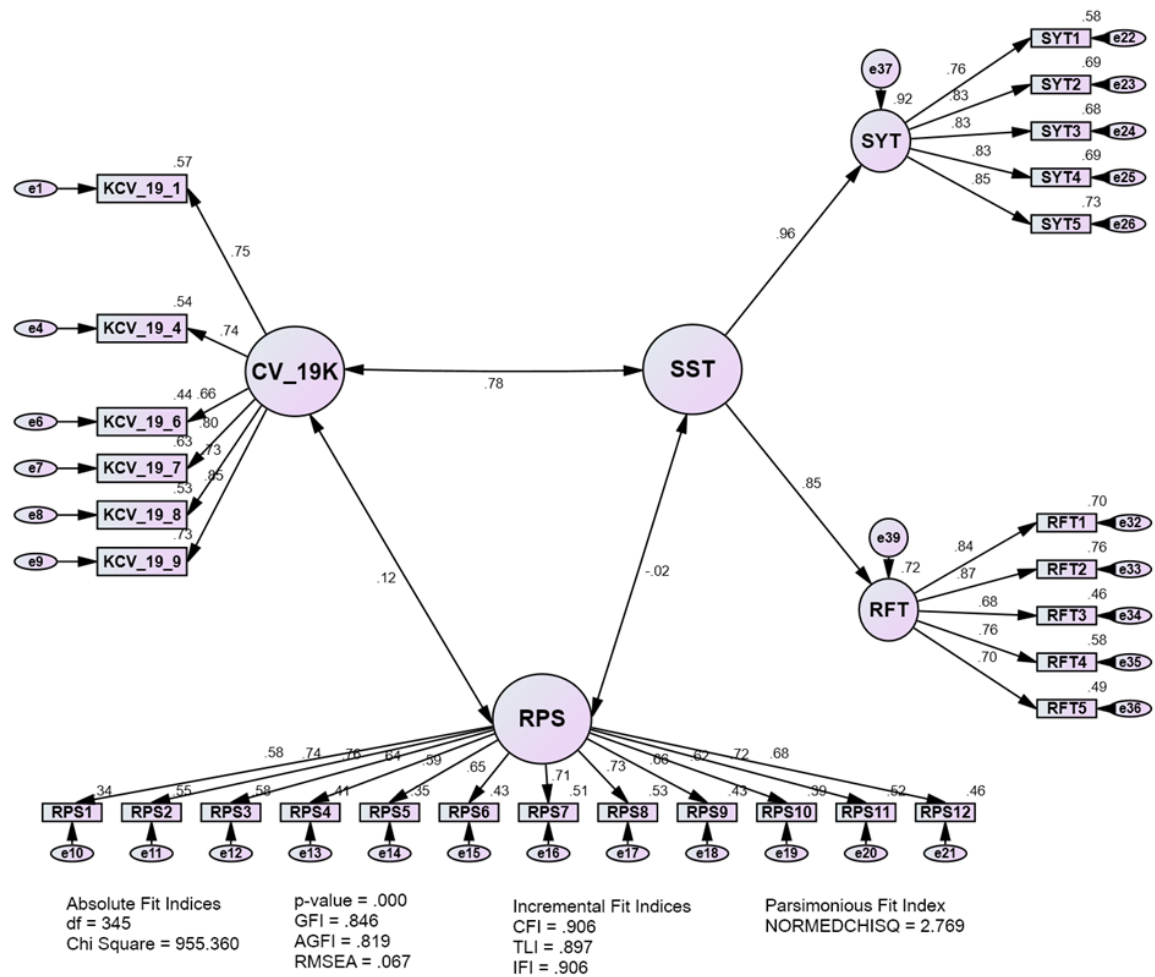 .58
SYT1
e22
e37
.76
.69
SYT2
e23
.92
.83
.68
SYT
.83
SYT3
e24
.83
.69
SYT4
e25
.85
.73
SYT5
e26
.57
e1
KCV_19_1
.75
.96
.54
e4
KCV_19_4
.74
CV_19K
.78
SST
.44
.66
e6
KCV_19_6
.80
.63
.73
e7
KCV_19_7
.53
.85
e8
KCV_19_8
.73
e9
KCV_19_9
.12
-.02
.85
e39
.72
RFT
.70
.84
RFT1
e32
.76
.87
RFT2
e33
.46
.68
RFT3
e34
.58
.76
RFT4
e35
.49
.70
RFT5
e36
RPS
.58 .74 .76 .64 .59 .65 .71 .73 .66 .62 .72 .68
.34 .55 .58 .41 .35 .43 .51 .53 .43 .39 .52 .46
RPS1 RPS2 RPS3 RPS4 RPS5 RPS6 RPS7 RPS8 RPS9 RPS10 RPS11 RPS12
e10 e11 e12 e13 e14 e15 e16 e17 e18 e19 e20 e21
Absolute Fit Indices
df = 345
Chi Square = 955.360
p-value = .000
GFI = .846
AGFI = .819
RMSEA = .067
Incremental Fit Indices
CFI = .906
TLI = .897
IFI = .906
Parsimonious Fit Index
NORMEDCHISQ = 2.769